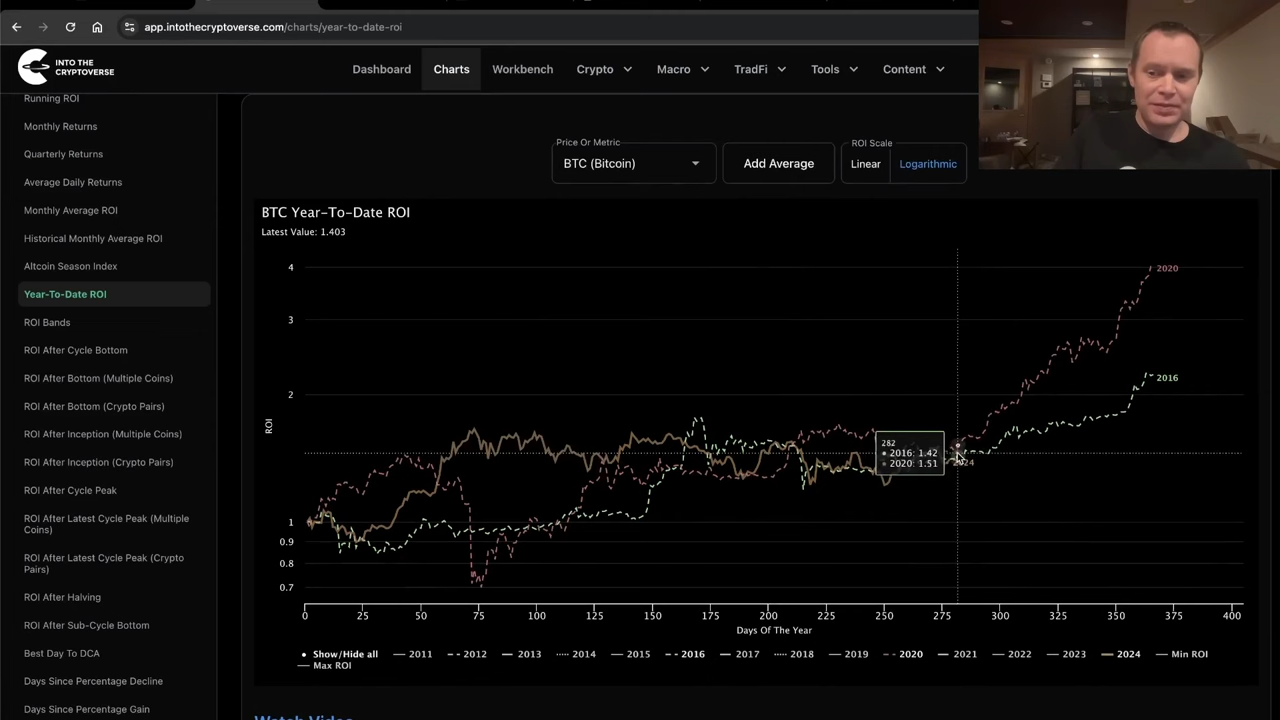 app.intothecryptoverse.com/charts/year-to-date-roi
INTO THE
CRYPTOVERSE
Dashboard
Charts
Workbench
Crypto
Macro
TradFi
Tools
Content
Running ROI
Monthly Returns
Quarterly Returns
Average Daily Returns
Monthly Average ROI
Historical Monthly Average ROI
Altcoin Season Index
Year-To-Date ROI
ROI Bands
ROI After Cycle Bottom
ROI After Bottom (Multiple Coins)
ROI After Bottom (Crypto Pairs)
ROI After Inception (Multiple Coins)
ROI After Inception (Crypto Pairs)
ROI After Cycle Peak
ROI After Latest Cycle Peak (Multiple
Coins)
ROI After Latest Cycle Peak (Crypto
Pairs)
ROI After Halving
ROI After Sub-Cycle Bottom
Best Day To DCA
Days Since Percentage Decline
Days Since Percentage Gain
Price Or Metric
BTC (Bitcoin)
Add Average
ROI Scale
Linear
Logarithmic
BTC Year-To-Date ROI
Latest Value: 1.403
4
3
2
1
0.9
0.8
0.7
ROI
2020
2016
282
2016: 1.42
2020: 1.51
2024
0 25 50 75 100 125 150 175 200 225 250 275 300 325 350 375 400
Days Of The Year
Show/Hide all 2011 2012 2013 2014 2015 2016 2017 2018 2019 2020 2021 2022 2023 2024 Min ROI
Max ROI